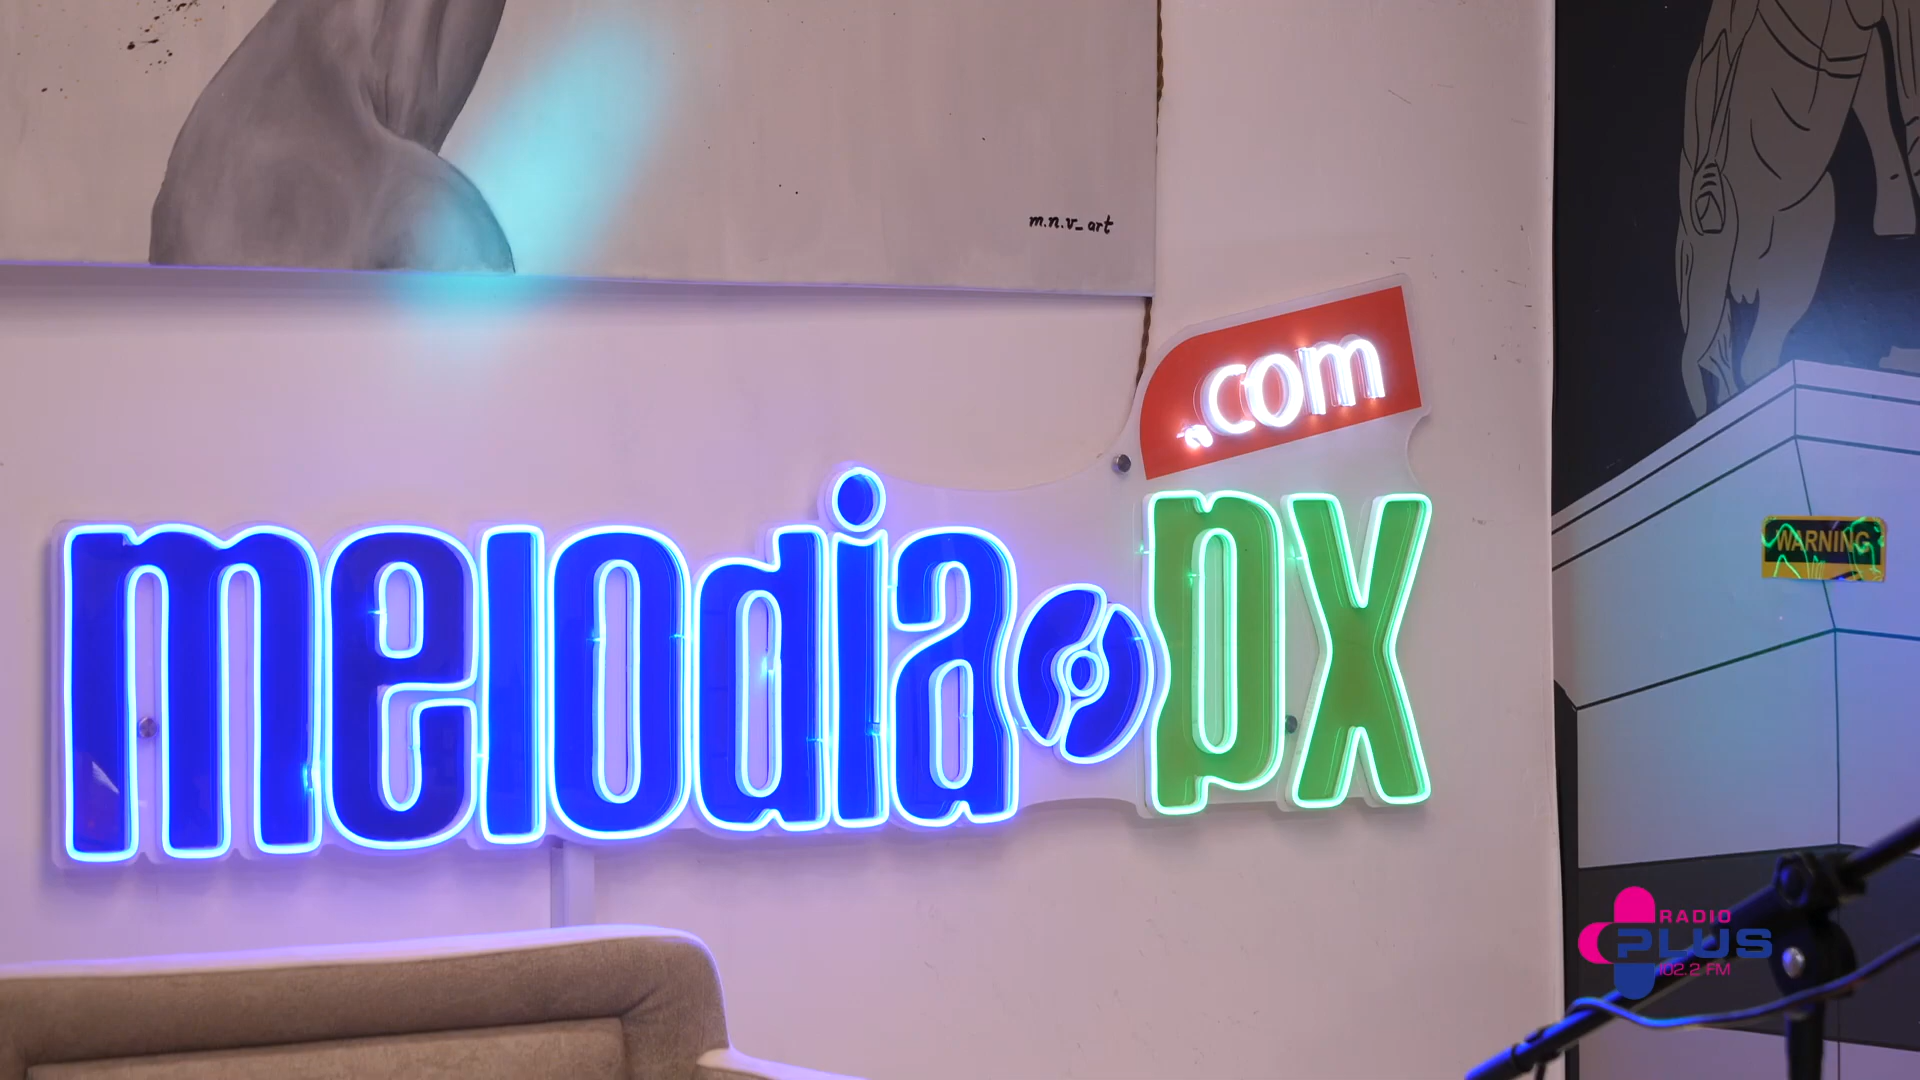 m.n.v_art
.com
melodia px
WARNING
RADIO
PLUS
102.2 FM